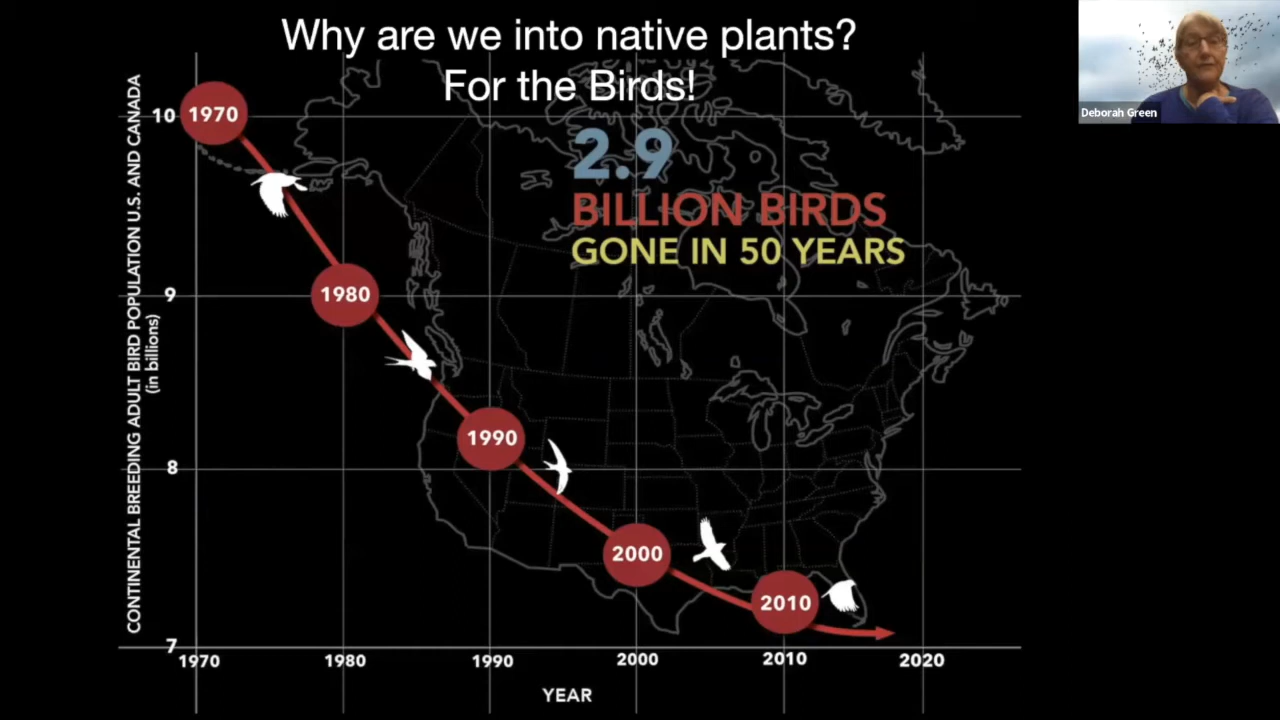 Why are we into native plants?
For the Birds!
Deborah Green
2.9
BILLION BIRDS
GONE IN 50 YEARS
CONTINENTAL BREEDING ADULT BIRD POPULATION U.S. AND CANADA
(in billions)
10
9
8
7
1970
1980
1990
2000
2010
1970
1980
1990
2000
2010
2020
YEAR